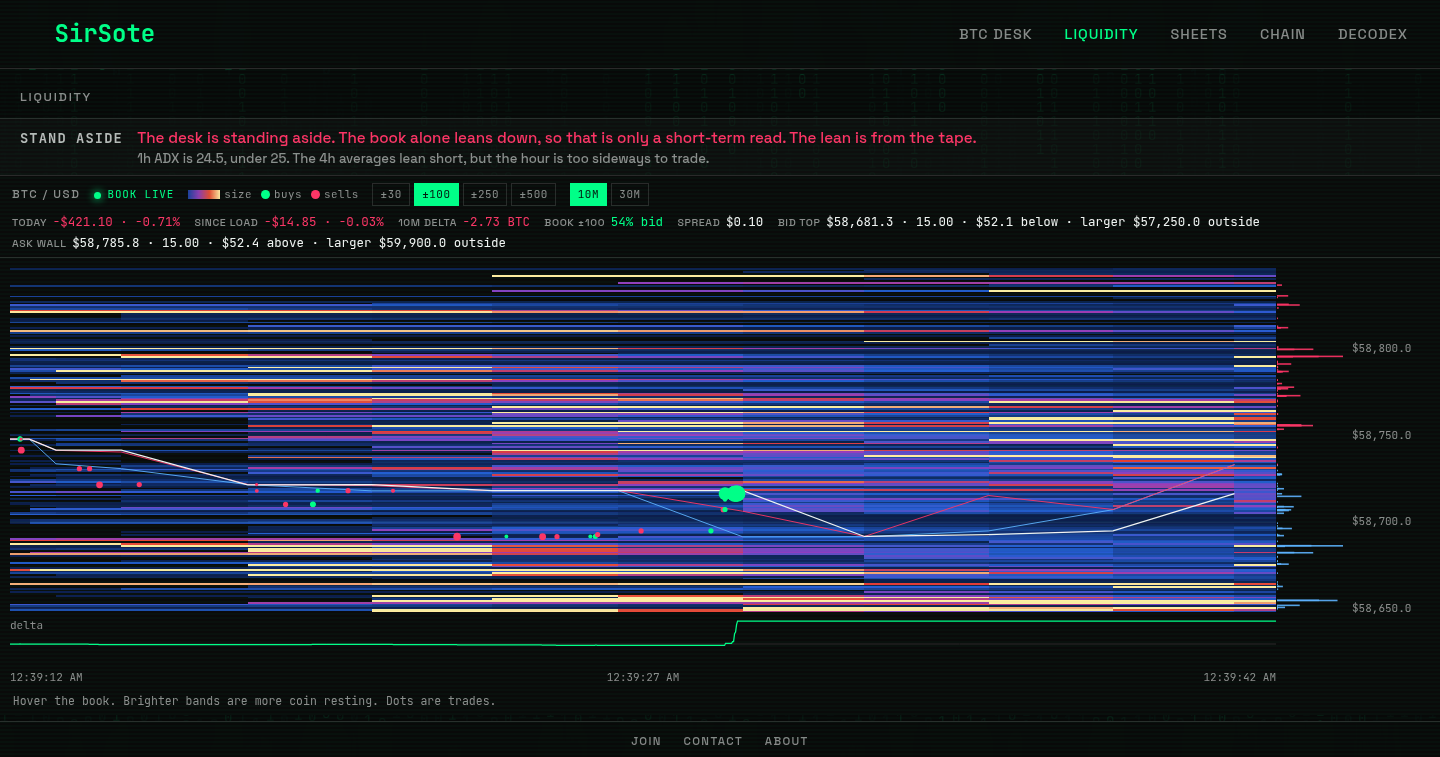 SirSote
BTC DESK LIQUIDITY SHEETS CHAIN DECODEX
LIQUIDITY
STAND ASIDE The desk is standing aside. The book alone leans down, so that is only a short-term read. The lean is from the tape.
1h ADX is 24.5, under 25. The 4h averages lean short, but the hour is too sideways to trade.
BTC / USD BOOK LIVE size buys sells ±30 ±100 ±250 ±500 10M 30M
TODAY -$421.10 · -0.71% SINCE LOAD -$14.85 · -0.03% 10M DELTA -2.73 BTC BOOK ±100 54% bid SPREAD $0.10 BID TOP $58,681.3 · 15.00 · $52.1 below · larger $57,250.0 outside
ASK WALL $58,785.8 · 15.00 · $52.4 above · larger $59,900.0 outside
$58,800.0
$58,750.0
$58,700.0
$58,650.0
delta
12:39:12 AM 12:39:27 AM 12:39:42 AM
Hover the book. Brighter bands are more coin resting. Dots are trades.
JOIN CONTACT ABOUT